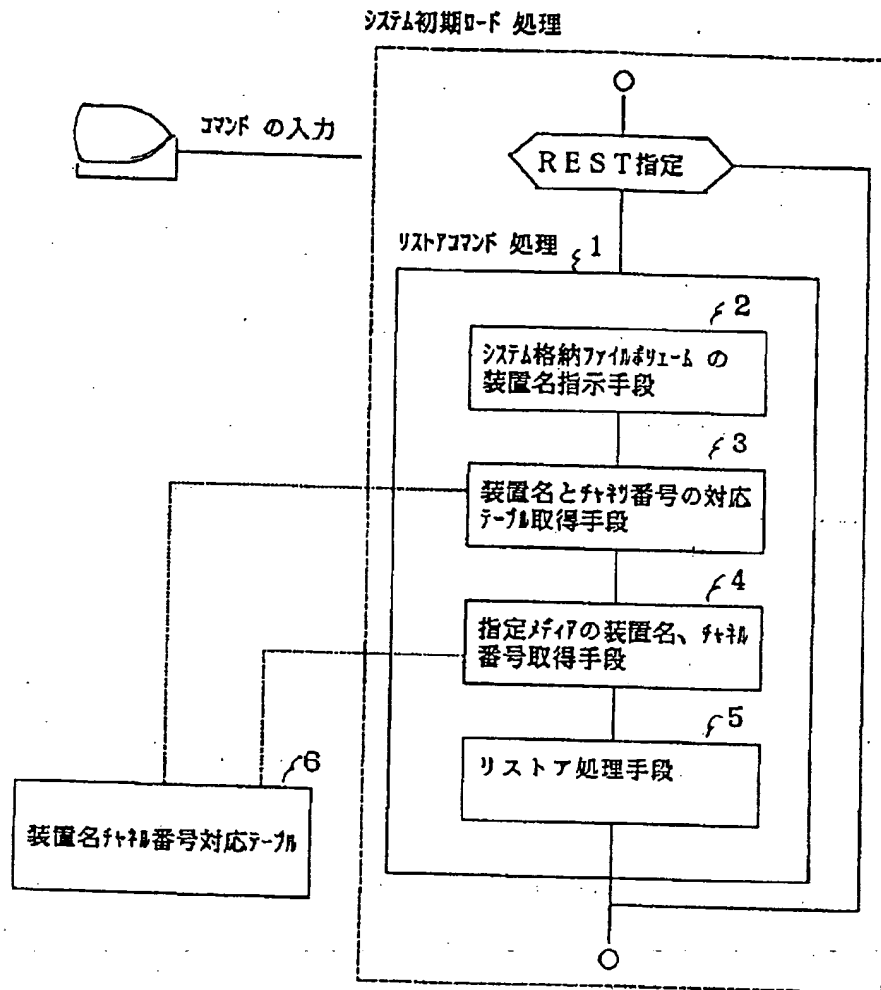 システム初期ロード 処理
コマンド の入力
REST指定
リストアコマンド 処理
1
2
システム格納ファイルボリューム の
装置名指示手段
3
装置名とチャネリ番号の対応
テーブル取得手段
4
指定メディアの装置名、チャネル
番号取得手段
5
リストア処理手段
6
装置名チャネル番号対応テーブル